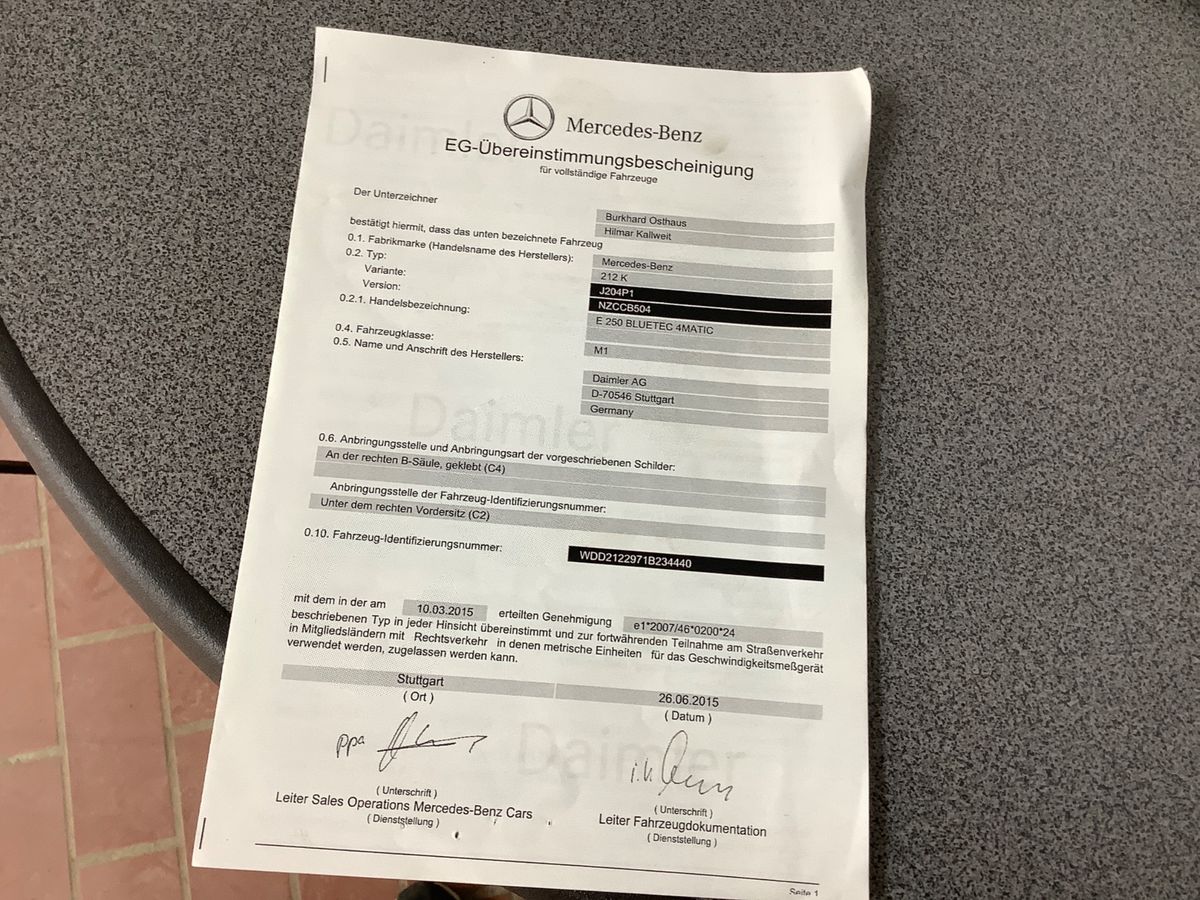 Mercedes-Benz
EG-Übereinstimmungsbescheinigung
für vollständige Fahrzeuge
Der Unterzeichner
Burkhard Osthaus
Hilmar Kallweit
bestätigt hiermit, dass das unten bezeichnete Fahrzeug
0.1. Fabrikmarke (Handelsname des Herstellers):
Mercedes-Benz
0.2. Typ:
212 K
Variante:
J204P1
Version:
NZCCB504
0.2.1. Handelsbezeichnung:
E 250 BLUETEC 4MATIC
0.4. Fahrzeugklasse:
M1
0.5. Name und Anschrift des Herstellers:
Daimler AG
D-70546 Stuttgart
Germany
0.6. Anbringungsstelle und Anbringungsart der vorgeschriebenen Schilder:
An der rechten B-Säule, geklebt (C4)
Anbringungsstelle der Fahrzeug-Identifizierungsnummer:
Unter dem rechten Vordersitz (C2)
0.10. Fahrzeug-Identifizierungsnummer:
WDD2122971B234440
mit dem in der am 10.03.2015 erteilten Genehmigung e1*2007/46*0200*24
beschriebenen Typ in jeder Hinsicht übereinstimmt und zur fortwährenden Teilnahme am Straßenverkehr
in Mitgliedsländern mit Rechtsverkehr in denen metrische Einheiten für das Geschwindigkeitsmeßgerät
verwendet werden, zugelassen werden kann.
Stuttgart
26.06.2015
( Ort )
( Datum )
ppa
i.V.
( Unterschrift )
( Unterschrift )
Leiter Sales Operations Mercedes-Benz Cars
Leiter Fahrzeugdokumentation
( Dienststellung )
( Dienststellung )
Seite 1
Daimler
Daimler
Daimler